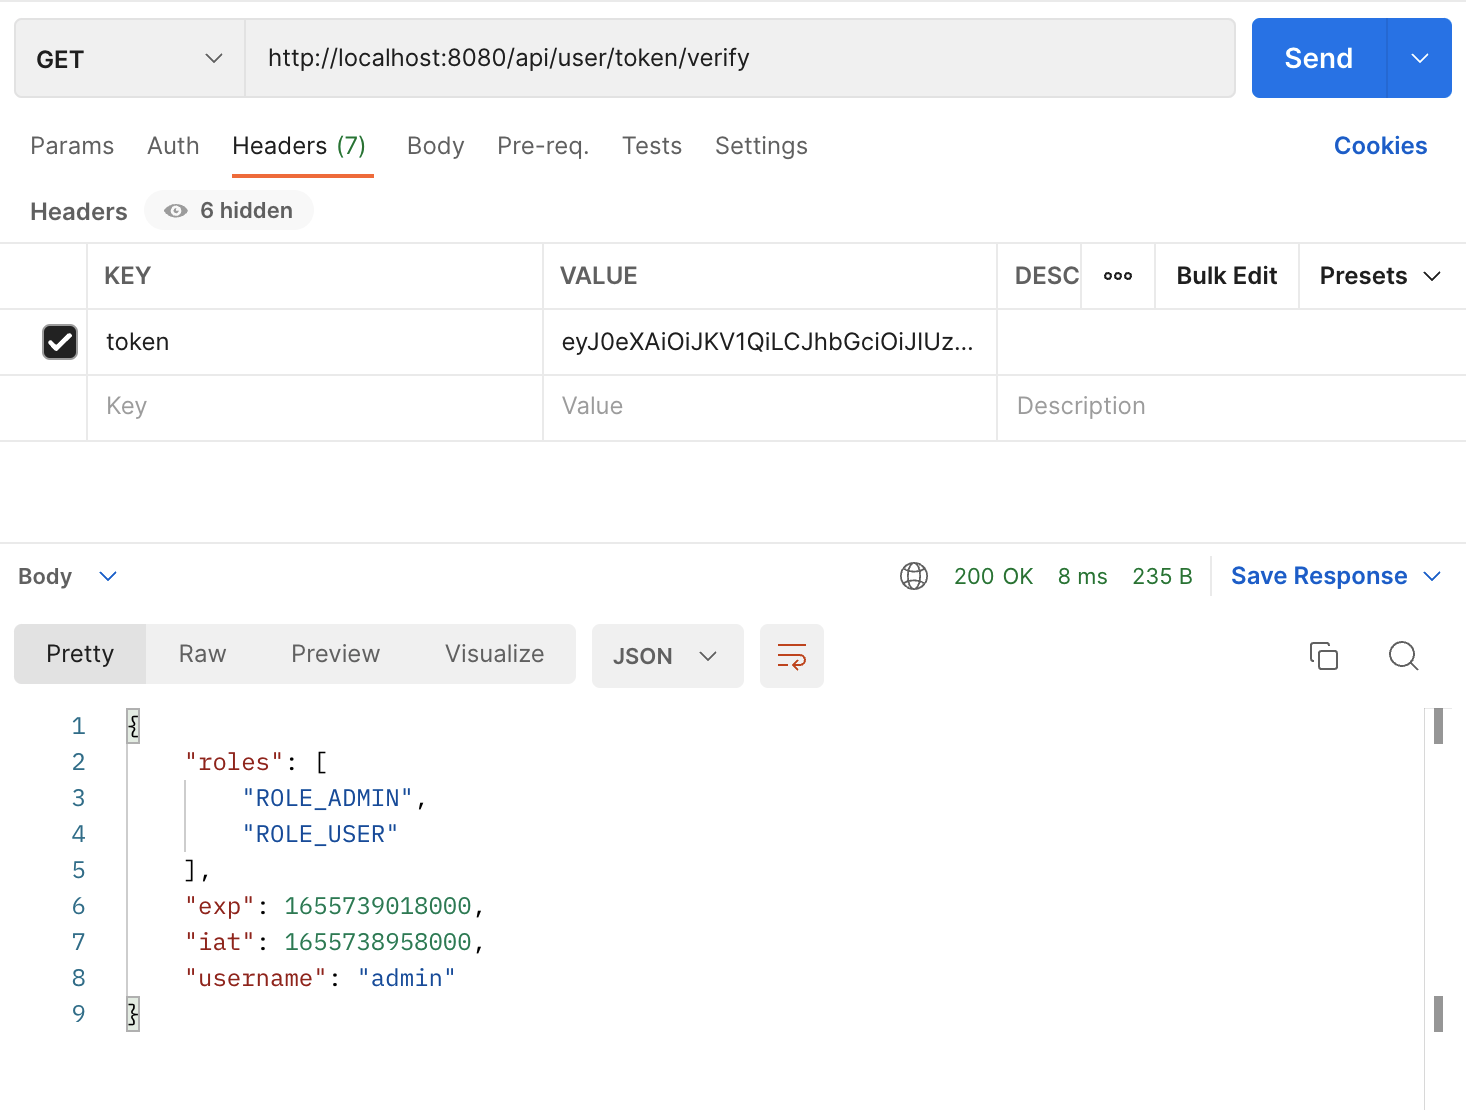 GET http://localhost:8080/api/user/token/verify Send
Params Auth Headers (7) Body Pre-req. Tests Settings Cookies
Headers 6 hidden
KEY VALUE DESC ooo Bulk Edit Presets
token eyJ0eXAiOiJKV1QiLCJhbGciOiJIUz...
Key Value Description
Body 200 OK 8 ms 235 B Save Response
Pretty Raw Preview Visualize JSON
1 {
2 "roles": [
3 "ROLE_ADMIN",
4 "ROLE_USER"
5 ],
6 "exp": 1655739018000,
7 "iat": 1655738958000,
8 "username": "admin"
9 }